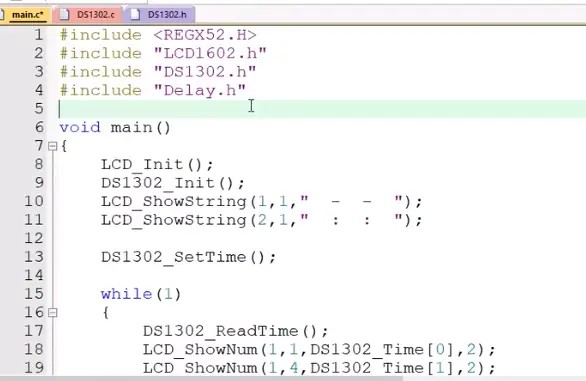 main.c* DS1302.c DS1302.h
1 #include <REGX52.H>
2 #include "LCD1602.h"
3 #include "DS1302.h"
4 #include "Delay.h"
5
6 void main()
7 {
8 LCD_Init();
9 DS1302_Init();
10 LCD_ShowString(1,1,"  -  -  ");
11 LCD_ShowString(2,1,"  :  :  ");
12
13 DS1302_SetTime();
14
15 while(1)
16 {
17 DS1302_ReadTime();
18 LCD_ShowNum(1,1,DS1302_Time[0],2);
19 LCD_ShowNum(1,4,DS1302_Time[1],2);